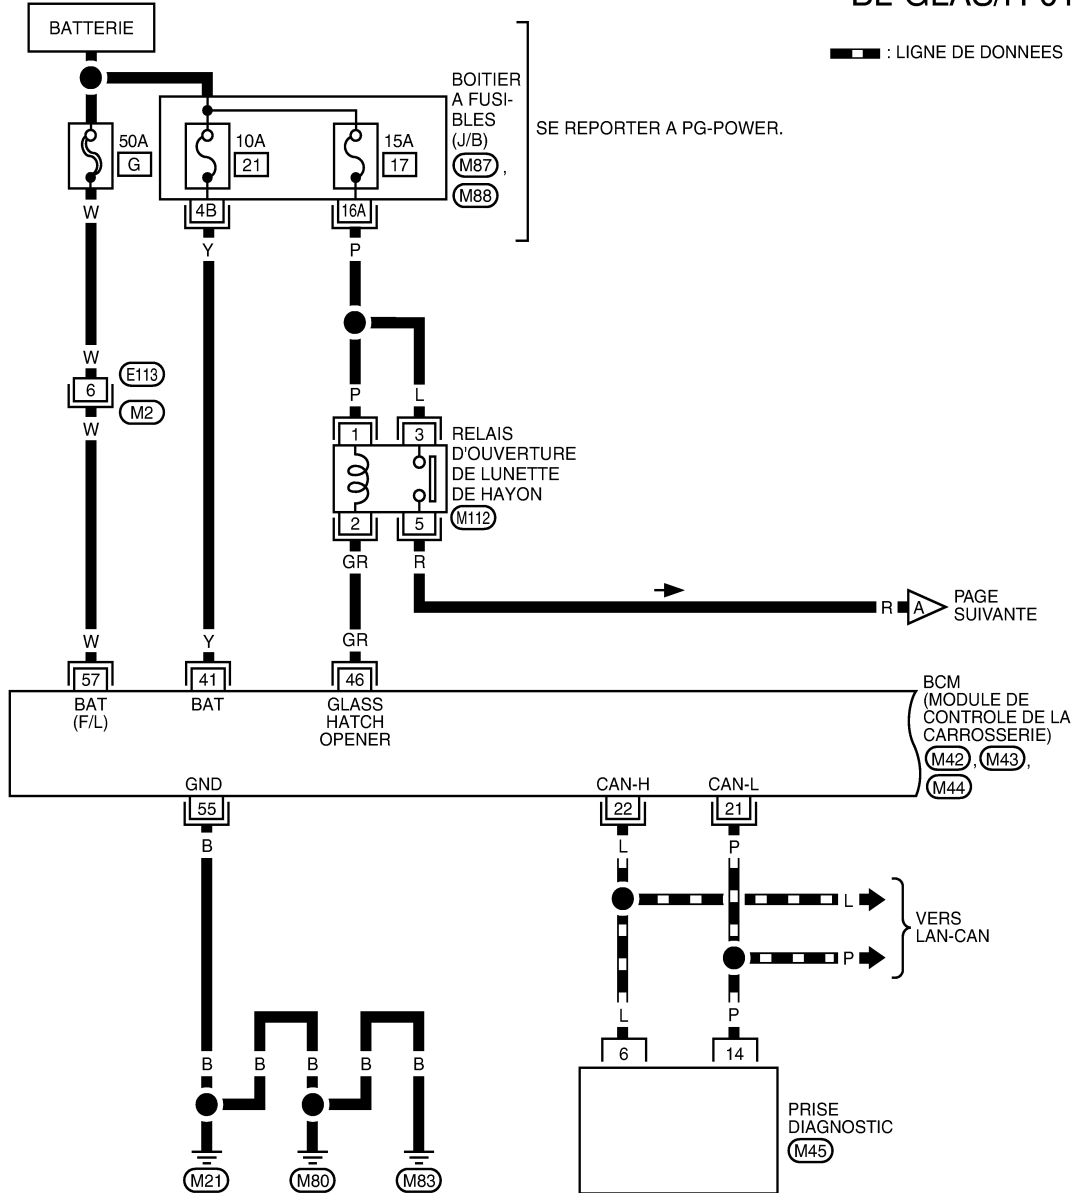 BATTERIE
: LIGNE DE DONNEES
BOITIER
A FUSI-
BLES
(J/B)
M87 ,
M88
SE REPORTER A PG-POWER.
50A
G
10A
21
15A
17
4B
16A
W
Y
P
W
6
E113
M2
W
P
L
1
3
RELAIS
D'OUVERTURE
DE LUNETTE
DE HAYON
M112
2
5
GR
R
R
A
PAGE
SUIVANTE
W
Y
GR
57
41
46
BAT
(F/L)
BAT
GLASS
HATCH
OPENER
BCM
(MODULE DE
CONTROLE DE LA
CARROSSERIE)
M42 , M43 ,
M44
GND
CAN-H
CAN-L
55
22
21
B
L
P
L
P
VERS
LAN-CAN
L
P
B
B
B
B
B
6
14
PRISE
DIAGNOSTIC
M45
M21
M80
M83